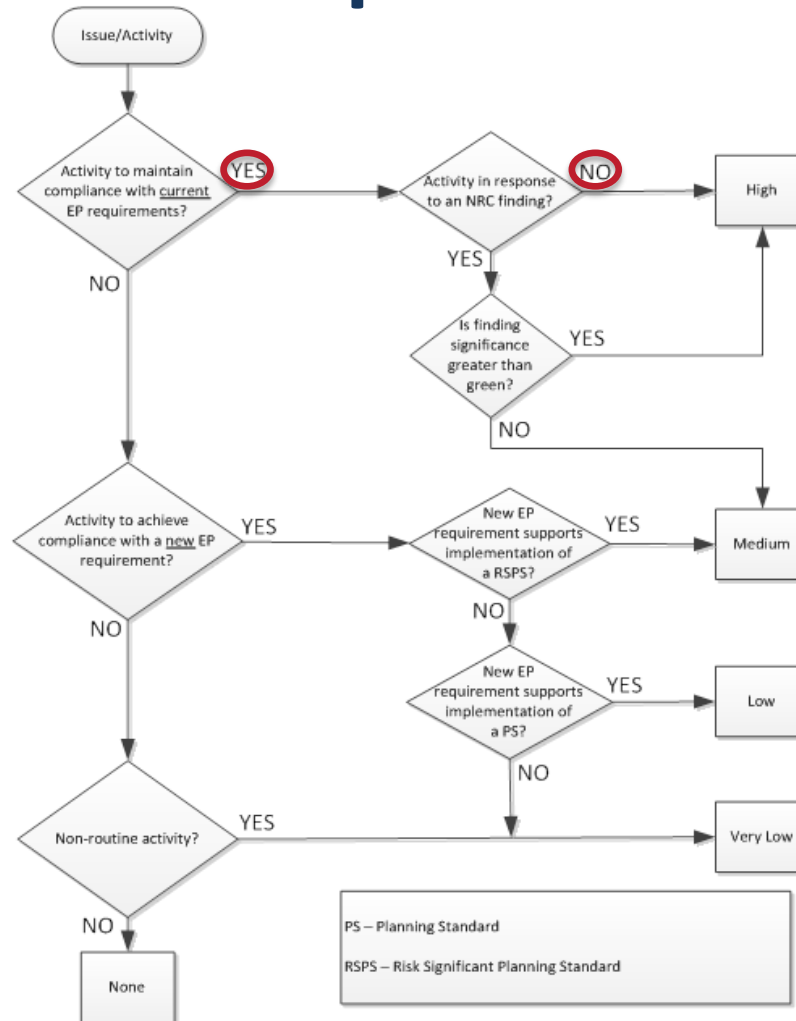 Issue/Activity
Activity to maintain
compliance with current
EP requirements?
YES
Activity in response
to an NRC finding?
NO
High
NO
YES
Is finding
significance
greater than
green?
YES
NO
Activity to achieve
compliance with a new EP
requirement?
YES
New EP
requirement supports
implementation of
a RSPS?
YES
Medium
NO
NO
New EP
requirement supports
implementation of
a PS?
YES
Low
NO
Non-routine activity?
YES
Very Low
NO
None
PS – Planning Standard
RSPS – Risk Significant Planning Standard